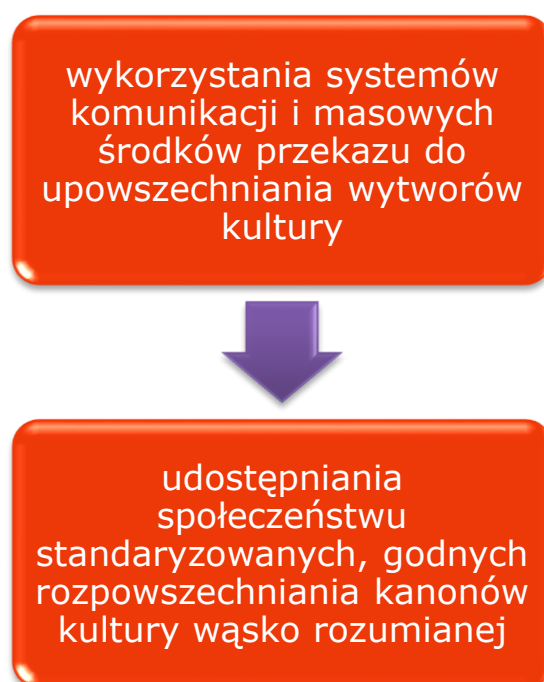 wykorzystania systemów
komunikacji i masowych
środków przekazu do
upowszechniania wytworów
kultury
udostępniania
społeczeństwu
standaryzowanych, godnych
rozpowszechniania kanonów
kultury wąsko rozumianej